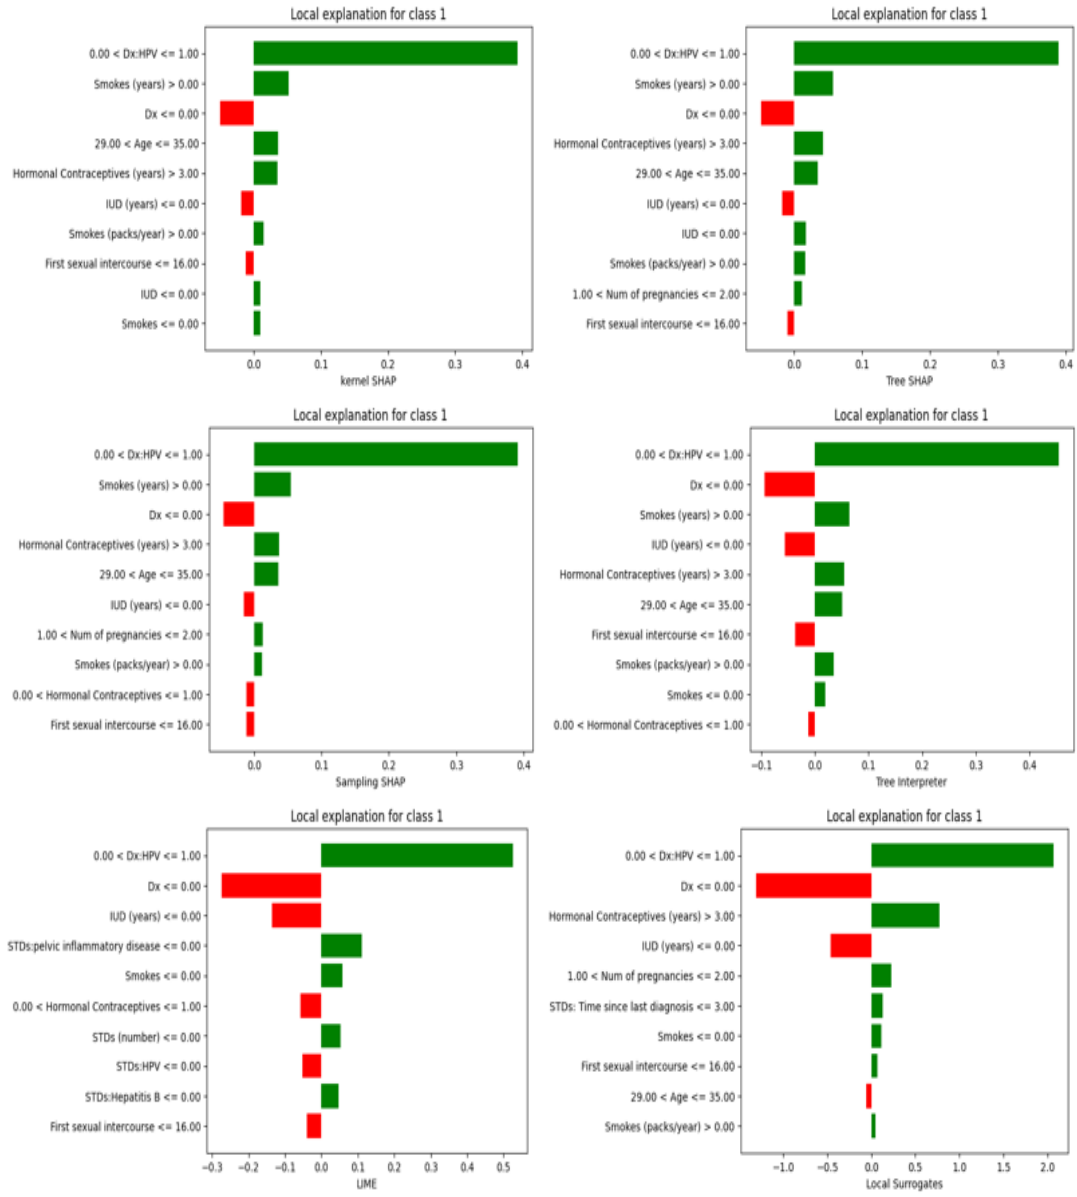 Local explanation for class 1
0.00 < Dx:HPV <= 1.00
Smokes (years) > 0.00
Dx <= 0.00
29.00 < Age <= 35.00
Hormonal Contraceptives (years) > 3.00
IUD (years) <= 0.00
Smokes (packs/year) > 0.00
First sexual intercourse <= 16.00
IUD <= 0.00
Smokes <= 0.00
0.0 0.1 0.2 0.3 0.4
kernel SHAP
Local explanation for class 1
0.00 < Dx:HPV <= 1.00
Smokes (years) > 0.00
Dx <= 0.00
Hormonal Contraceptives (years) > 3.00
29.00 < Age <= 35.00
IUD (years) <= 0.00
IUD <= 0.00
Smokes (packs/year) > 0.00
1.00 < Num of pregnancies <= 2.00
First sexual intercourse <= 16.00
0.0 0.1 0.2 0.3 0.4
Tree SHAP
Local explanation for class 1
0.00 < Dx:HPV <= 1.00
Smokes (years) > 0.00
Dx <= 0.00
Hormonal Contraceptives (years) > 3.00
29.00 < Age <= 35.00
IUD (years) <= 0.00
1.00 < Num of pregnancies <= 2.00
Smokes (packs/year) > 0.00
0.00 < Hormonal Contraceptives <= 1.00
First sexual intercourse <= 16.00
0.0 0.1 0.2 0.3 0.4
Sampling SHAP
Local explanation for class 1
0.00 < Dx:HPV <= 1.00
Dx <= 0.00
Smokes (years) > 0.00
IUD (years) <= 0.00
Hormonal Contraceptives (years) > 3.00
29.00 < Age <= 35.00
First sexual intercourse <= 16.00
Smokes (packs/year) > 0.00
Smokes <= 0.00
0.00 < Hormonal Contraceptives <= 1.00
−0.1 0.0 0.1 0.2 0.3 0.4
Tree Interpreter
Local explanation for class 1
0.00 < Dx:HPV <= 1.00
Dx <= 0.00
IUD (years) <= 0.00
STDs:pelvic inflammatory disease <= 0.00
Smokes <= 0.00
0.00 < Hormonal Contraceptives <= 1.00
STDs (number) <= 0.00
STDs:HPV <= 0.00
STDs:Hepatitis B <= 0.00
First sexual intercourse <= 16.00
−0.3 −0.2 −0.1 0.0 0.1 0.2 0.3 0.4 0.5
LIME
Local explanation for class 1
0.00 < Dx:HPV <= 1.00
Dx <= 0.00
Hormonal Contraceptives (years) > 3.00
IUD (years) <= 0.00
1.00 < Num of pregnancies <= 2.00
STDs: Time since last diagnosis <= 3.00
Smokes <= 0.00
First sexual intercourse <= 16.00
29.00 < Age <= 35.00
Smokes (packs/year) > 0.00
−1.0 −0.5 0.0 0.5 1.0 1.5 2.0
Local Surrogates